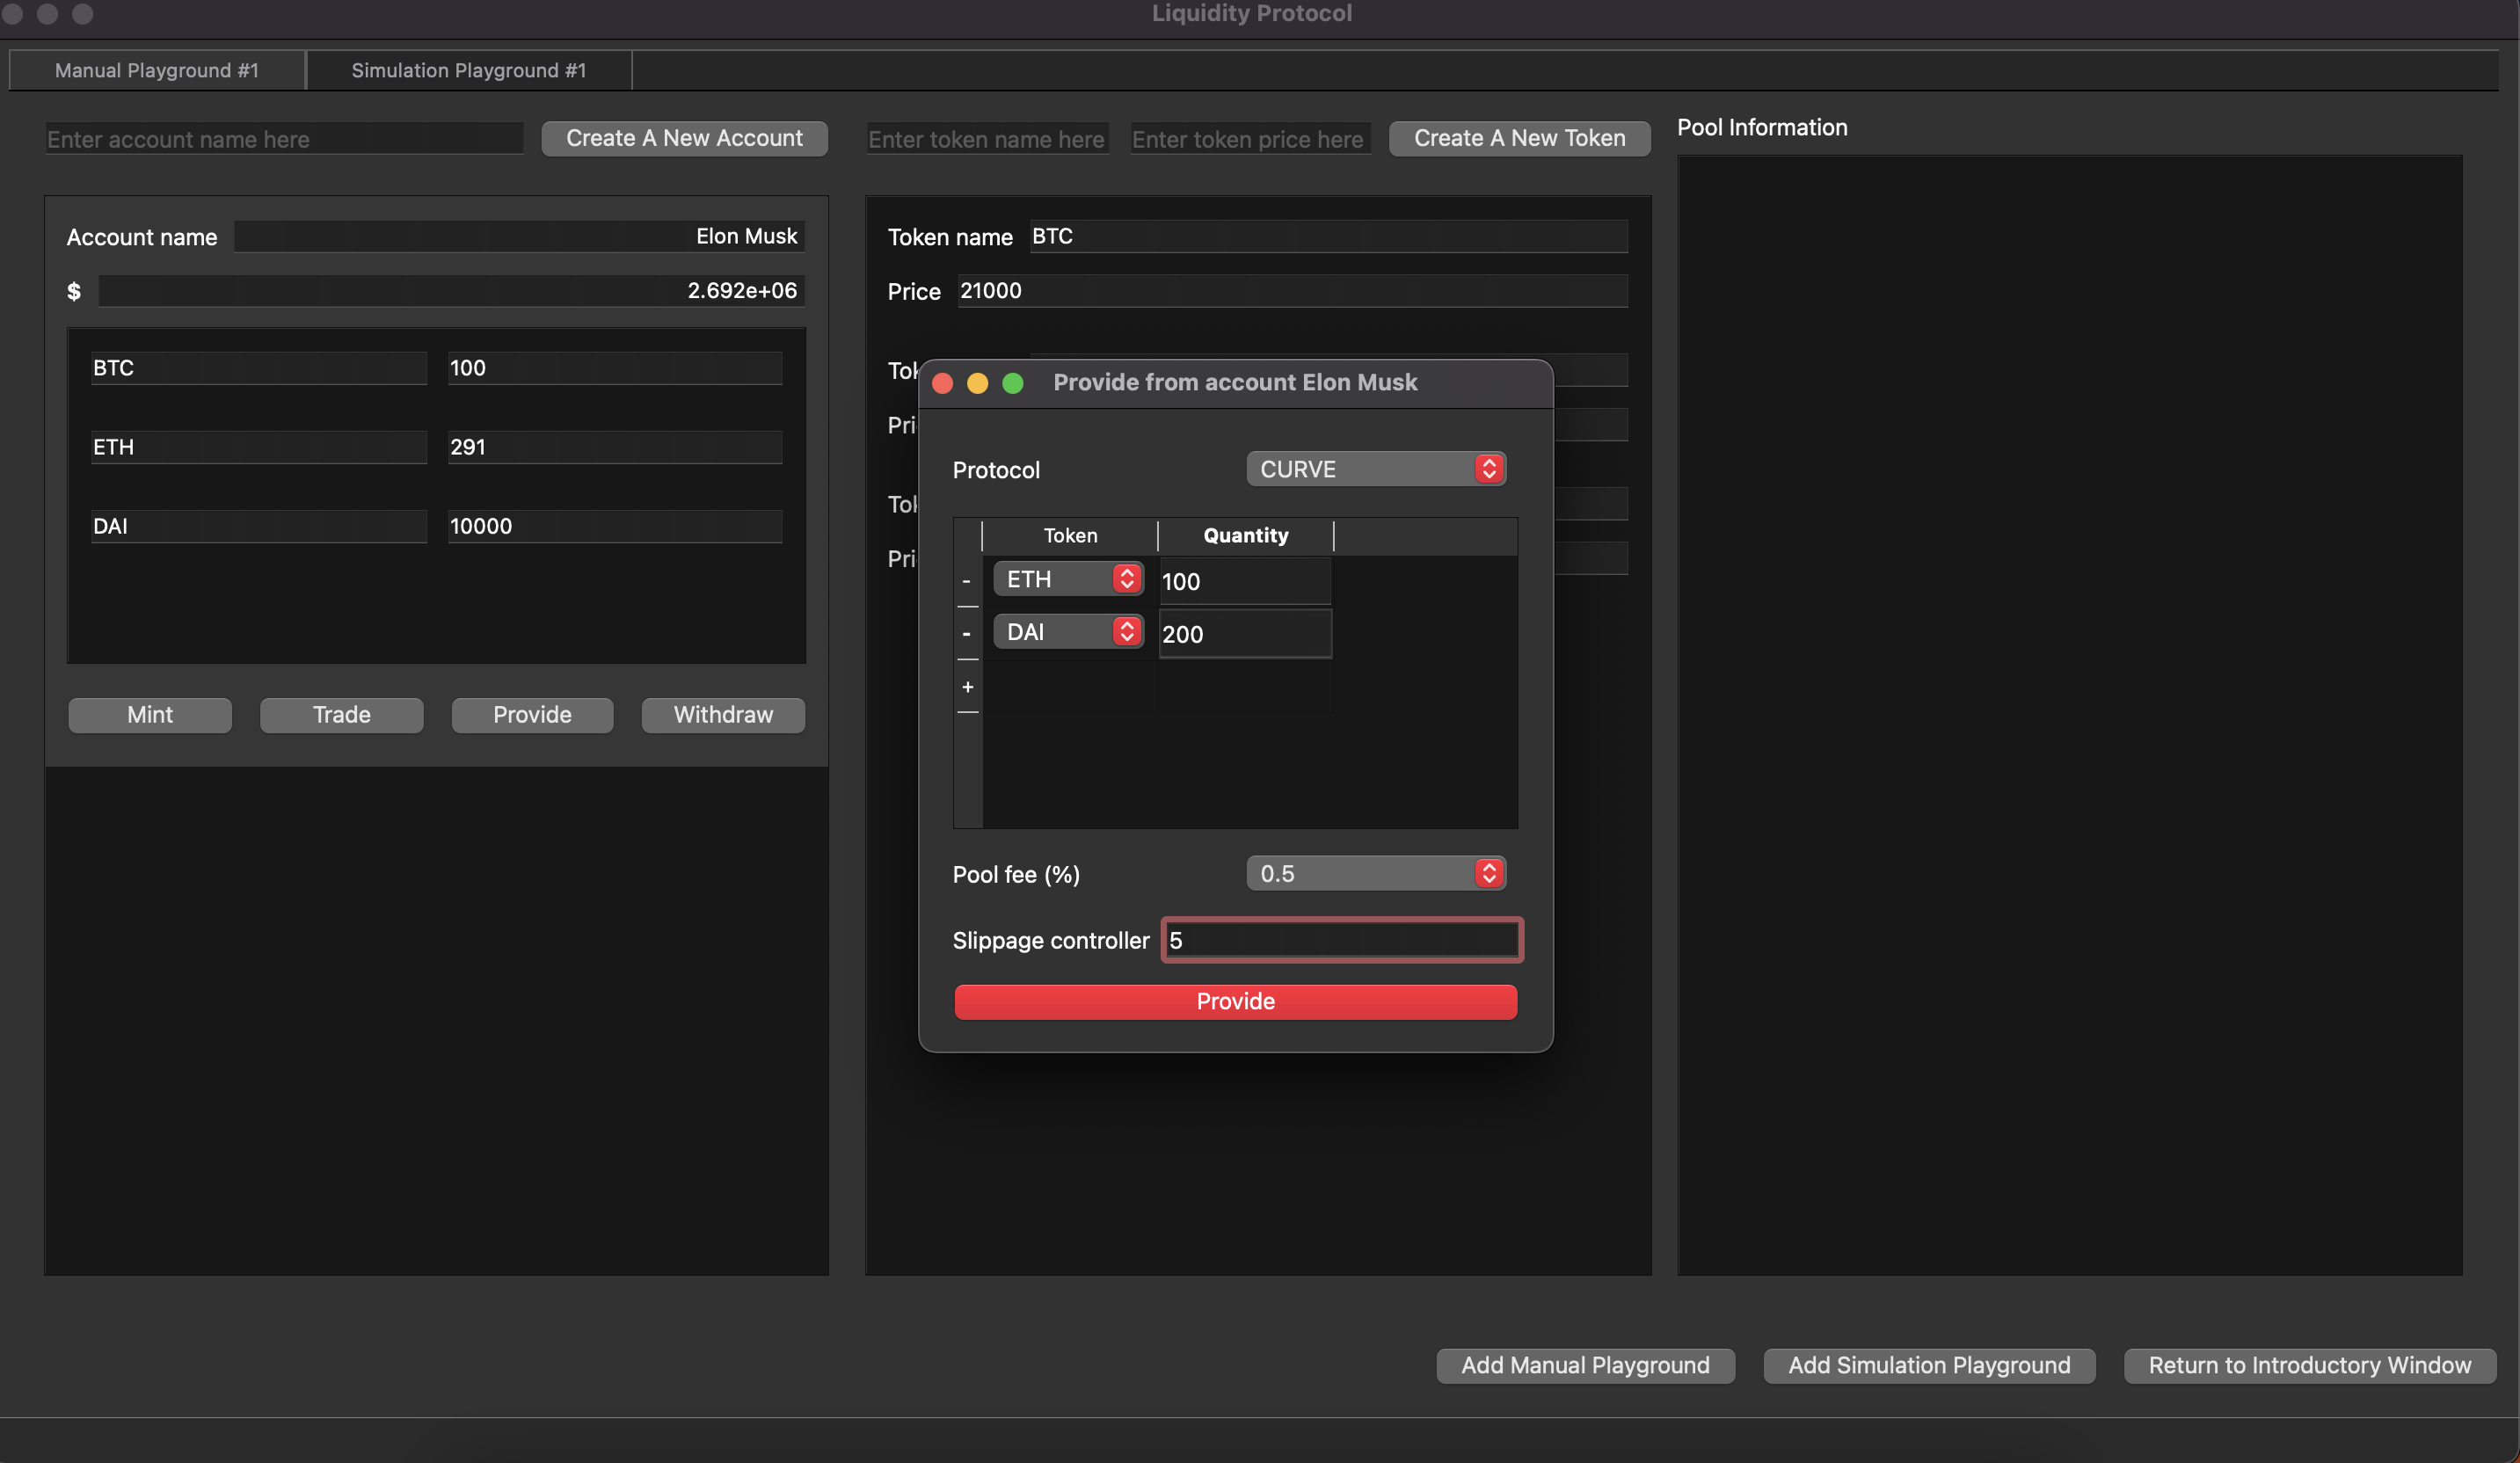 Liquidity Protocol
Manual Playground #1
Simulation Playground #1
Enter account name here
Create A New Account
Enter token name here
Enter token price here
Create A New Token
Pool Information
Account name
Elon Musk
$
2.692e+06
BTC
100
ETH
291
DAI
10000
Mint
Trade
Provide
Withdraw
Token name
BTC
Price
21000
Tok
Pri
Tok
Pri
Provide from account Elon Musk
Protocol
CURVE
Token
Quantity
-
ETH
100
-
DAI
200
+
Pool fee (%)
0.5
Slippage controller
5
Provide
Add Manual Playground
Add Simulation Playground
Return to Introductory Window